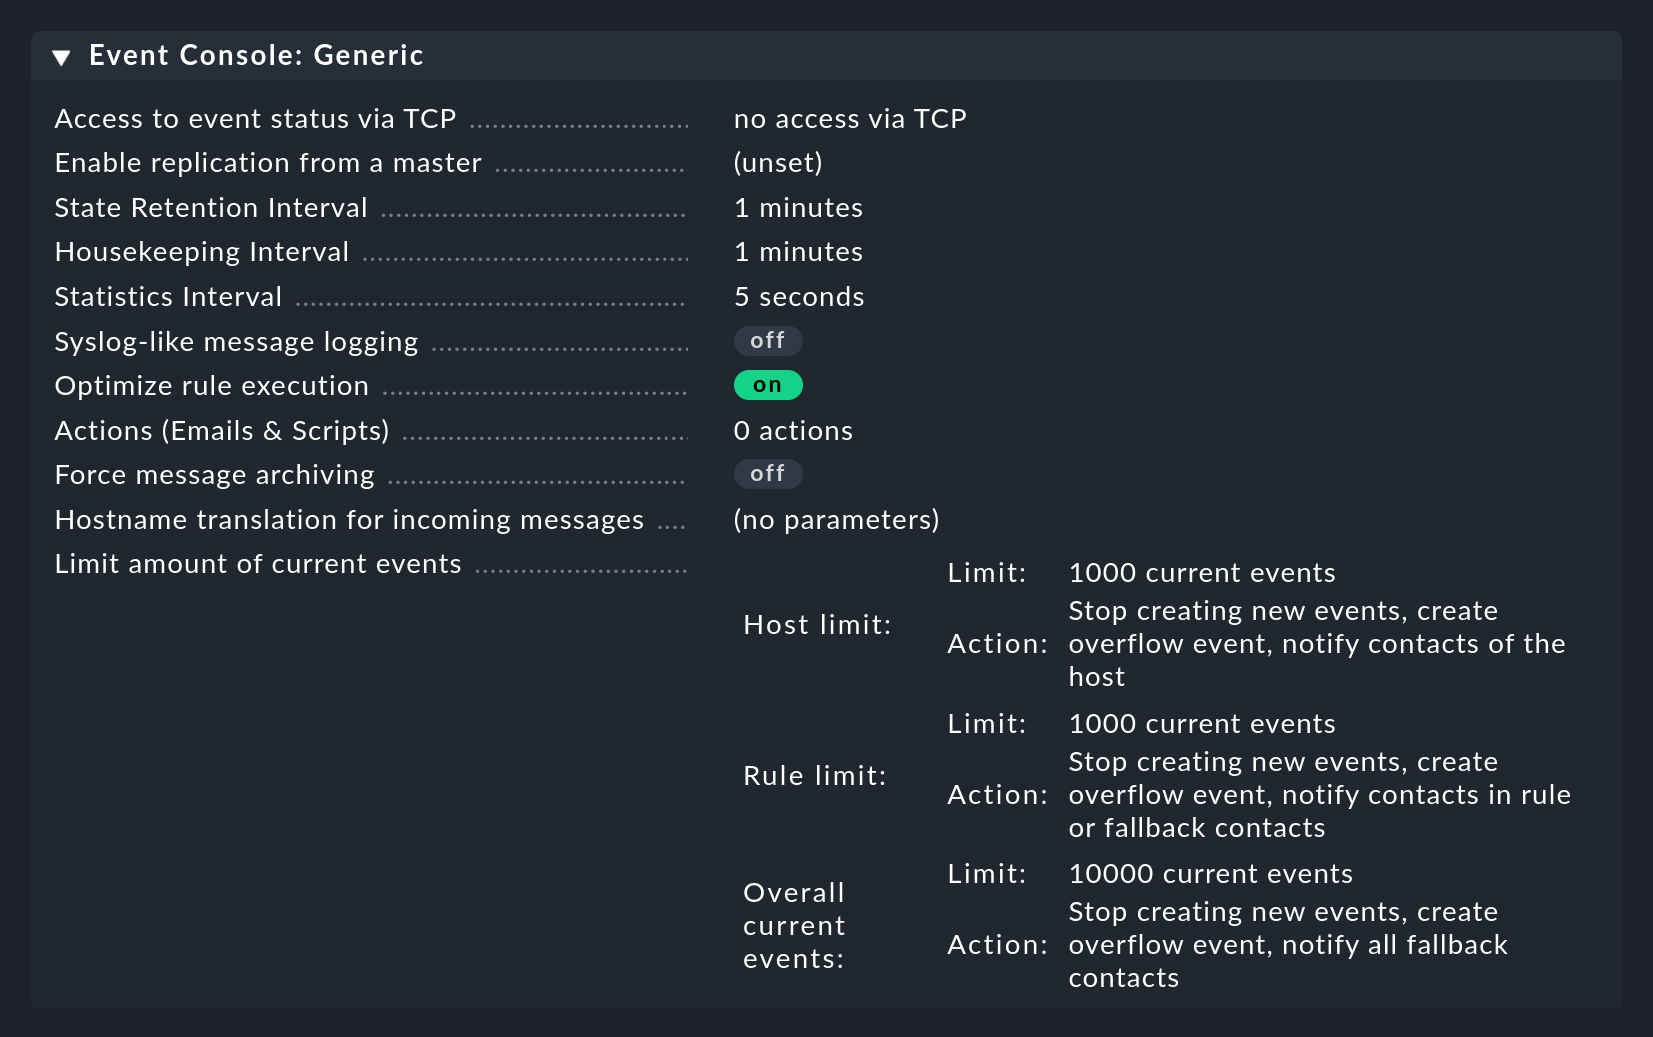 Event Console: Generic
Access to event status via TCP no access via TCP
Enable replication from a master (unset)
State Retention Interval 1 minutes
Housekeeping Interval 1 minutes
Statistics Interval 5 seconds
Syslog-like message logging off
Optimize rule execution on
Actions (Emails & Scripts) 0 actions
Force message archiving off
Hostname translation for incoming messages (no parameters)
Limit amount of current events
Host limit:
Limit: 1000 current events
Action: Stop creating new events, create
overflow event, notify contacts of the
host
Rule limit:
Limit: 1000 current events
Action: Stop creating new events, create
overflow event, notify contacts in rule
or fallback contacts
Overall
current
events:
Limit: 10000 current events
Action: Stop creating new events, create
overflow event, notify all fallback
contacts